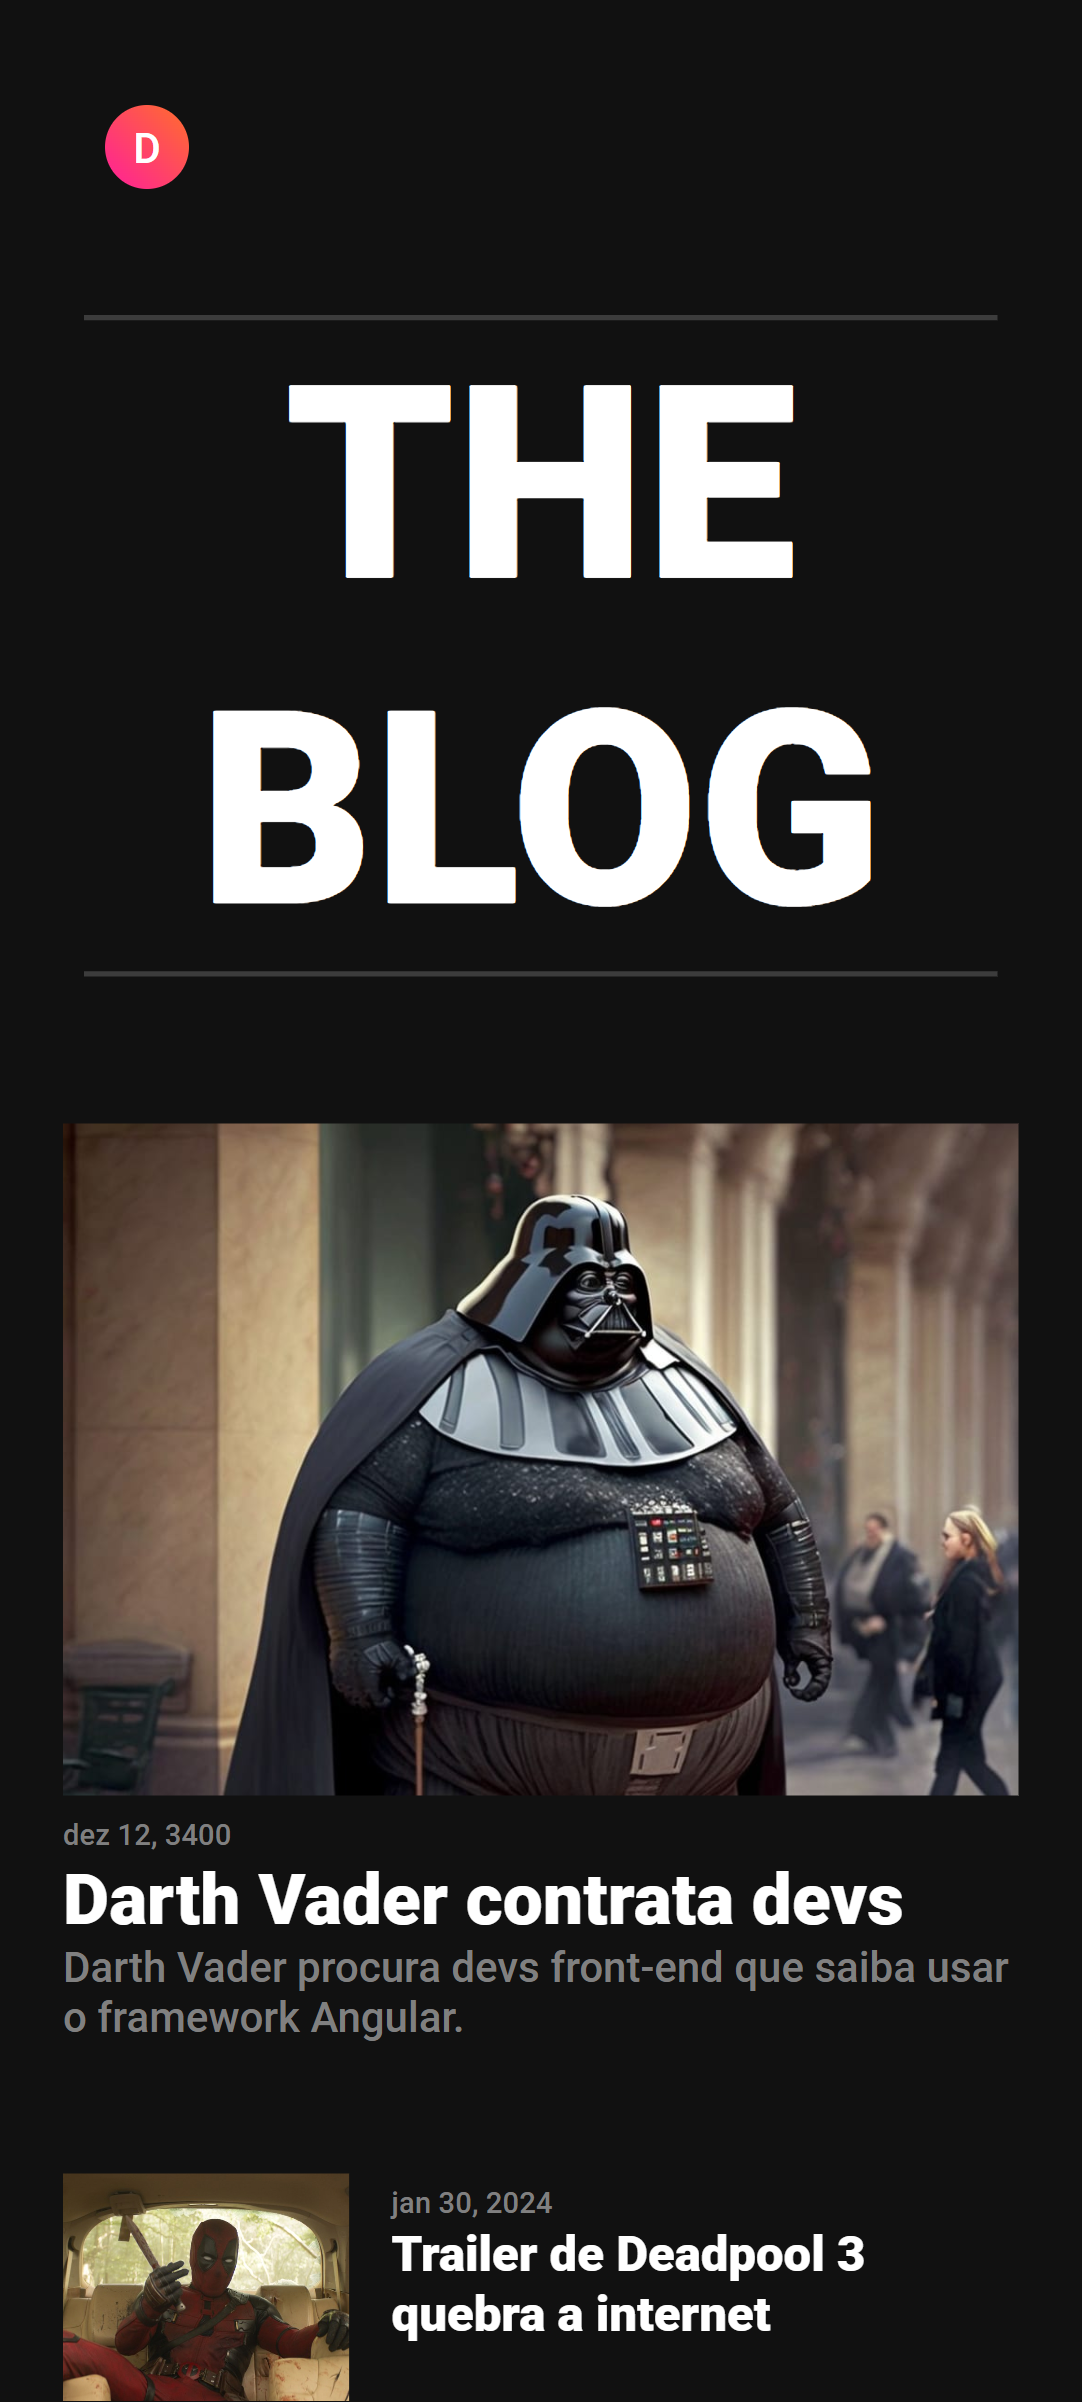 D
THE
BLOG
dez 12, 3400
Darth Vader contrata devs
Darth Vader procura devs front-end que saiba usar
o framework Angular.
jan 30, 2024
Trailer de Deadpool 3
quebra a internet